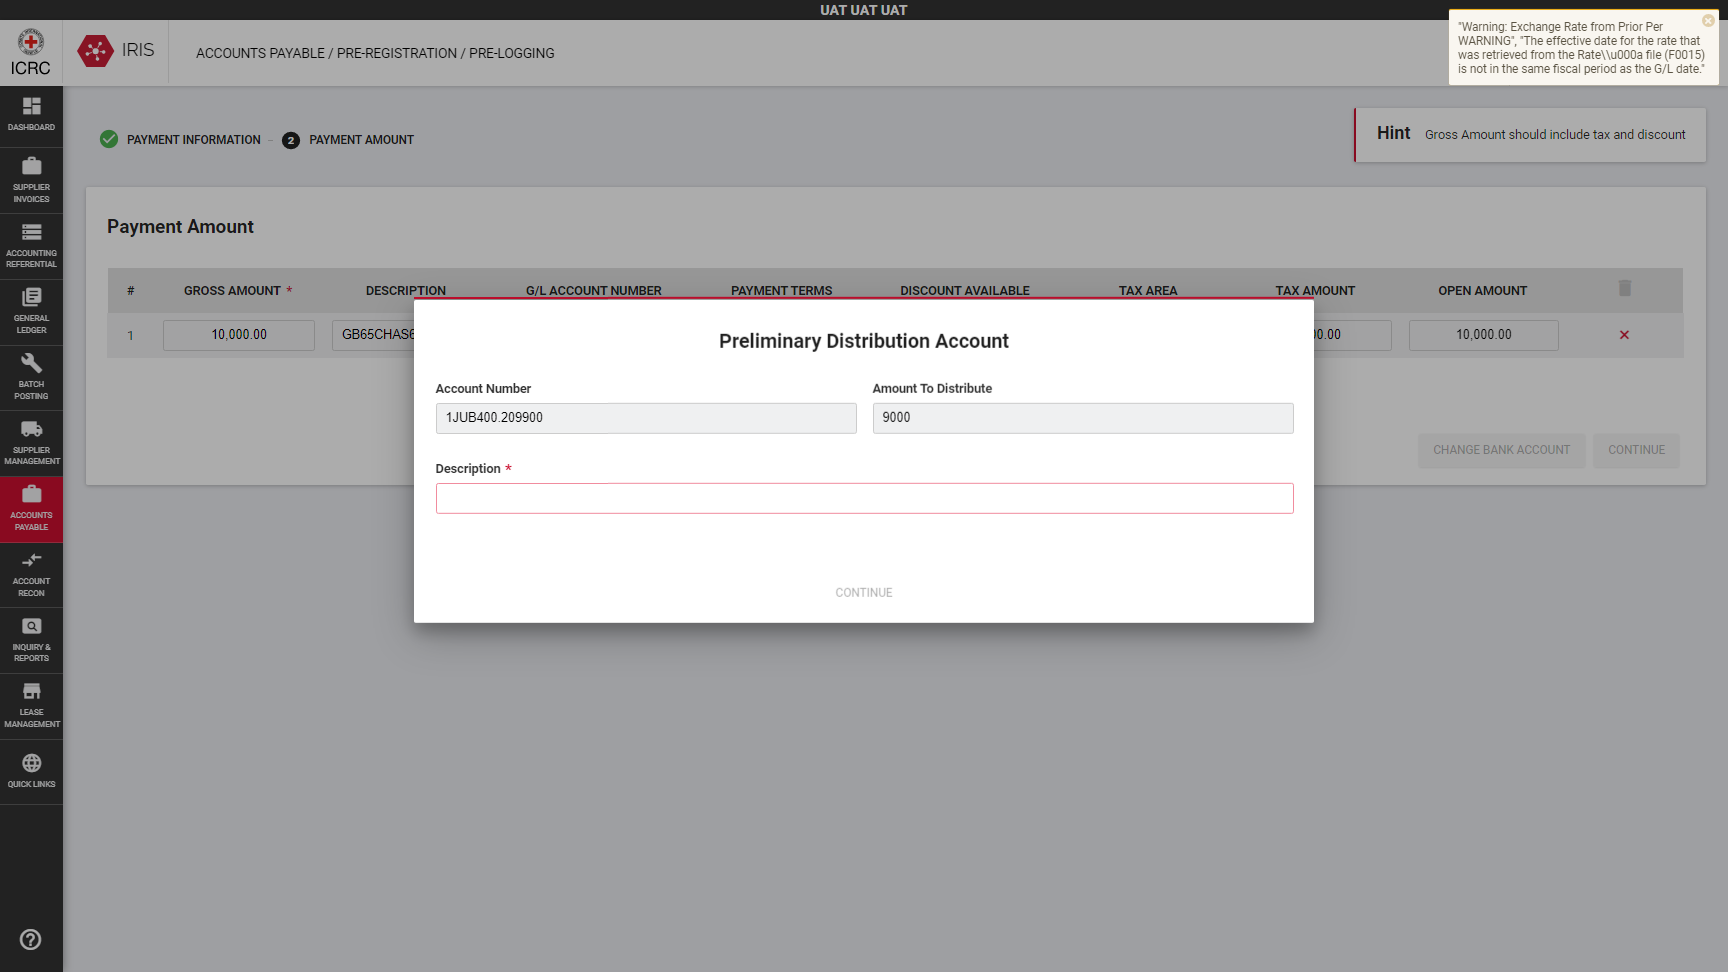 UAT UAT UAT
ICRC
IRIS
ACCOUNTS PAYABLE / PRE-REGISTRATION / PRE-LOGGING
"Warning: Exchange Rate from Prior Per
WARNING", "The effective date for the rate that
was retrieved from the Rate\\u000a file (F0015)
is not in the same fiscal period as the G/L date."
DASHBOARD
SUPPLIER
INVOICES
ACCOUNTING
REFERENTIAL
GENERAL
LEDGER
BATCH
POSTING
SUPPLIER
MANAGEMENT
ACCOUNTS
PAYABLE
ACCOUNT
RECON
INQUIRY &
REPORTS
LEASE
MANAGEMENT
QUICK LINKS
PAYMENT INFORMATION - 2 PAYMENT AMOUNT
Hint Gross Amount should include tax and discount
Payment Amount
# GROSS AMOUNT * DESCRIPTION G/L ACCOUNT NUMBER PAYMENT TERMS DISCOUNT AVAILABLE TAX AREA TAX AMOUNT OPEN AMOUNT
1 10,000.00 GB65CHAS 10,000.00
Preliminary Distribution Account
Account Number Amount To Distribute
1JUB400.209900 9000
Description *
CONTINUE
CHANGE BANK ACCOUNT CONTINUE